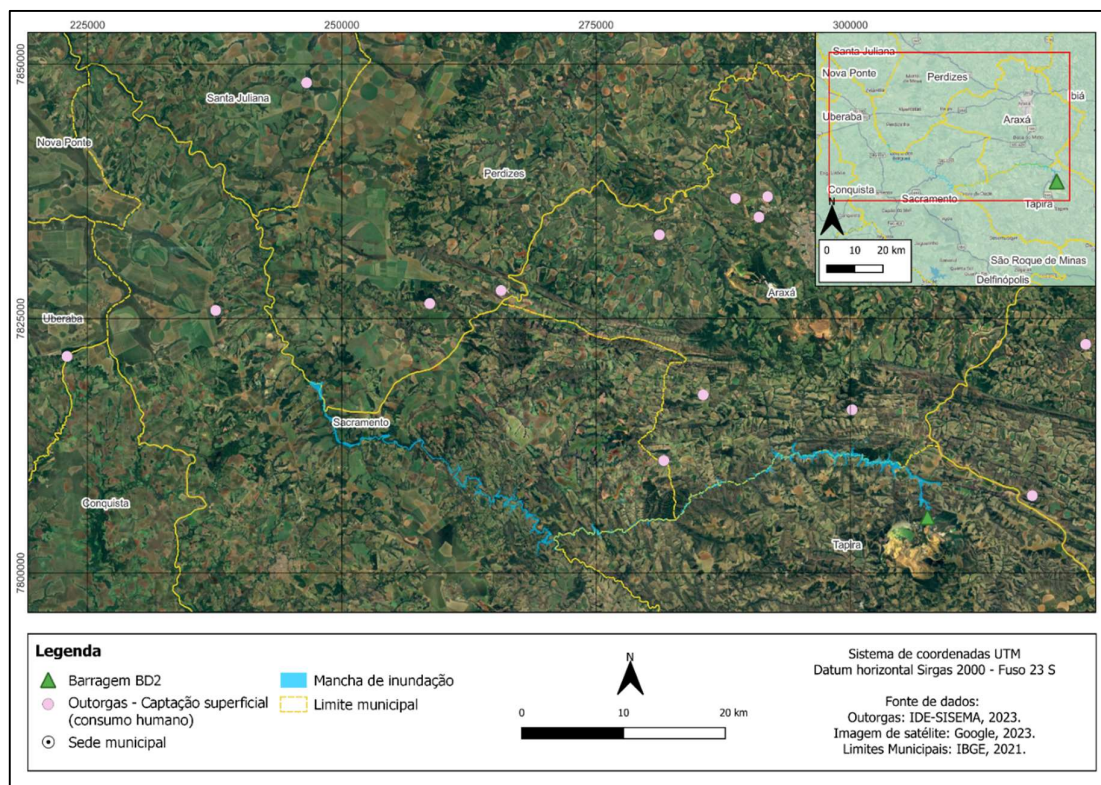 225000
250000
275000
300000
7850000
7825000
7800000
Santa Juliana
Nova Ponte
Perdizes
Uberaba
Araxá
Sacramento
Conquista
Tapira
Santa Juliana
Nova Ponte
Perdizes
biá
Uberaba
Araxá
Conquista
Sacramento
Tapira
São Roque de Minas
Delfinópolis
N
0 10 20 km
Legenda
Barragem BD2
Outorgas - Captação superficial
(consumo humano)
Sede municipal
Mancha de inundação
Limite municipal
N
0 10 20 km
Sistema de coordenadas UTM
Datum horizontal Sirgas 2000 - Fuso 23 S
Fonte de dados:
Outorgas: IDE-SISEMA, 2023.
Imagem de satélite: Google, 2023.
Limites Municipais: IBGE, 2021.